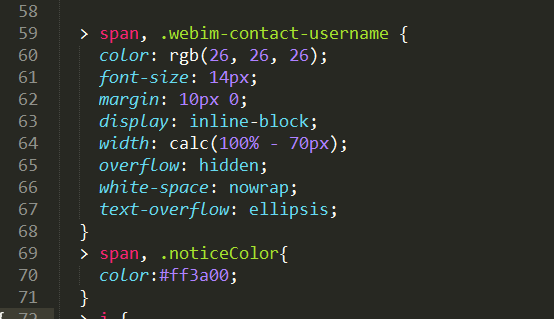 58
59 > span, .webim-contact-username {
60 color: rgb(26, 26, 26);
61 font-size: 14px;
62 margin: 10px 0;
63 display: inline-block;
64 width: calc(100% - 70px);
65 overflow: hidden;
66 white-space: nowrap;
67 text-overflow: ellipsis;
68 }
69 > span, .noticeColor{
70 color:#ff3a00;
71 }
72 > i {